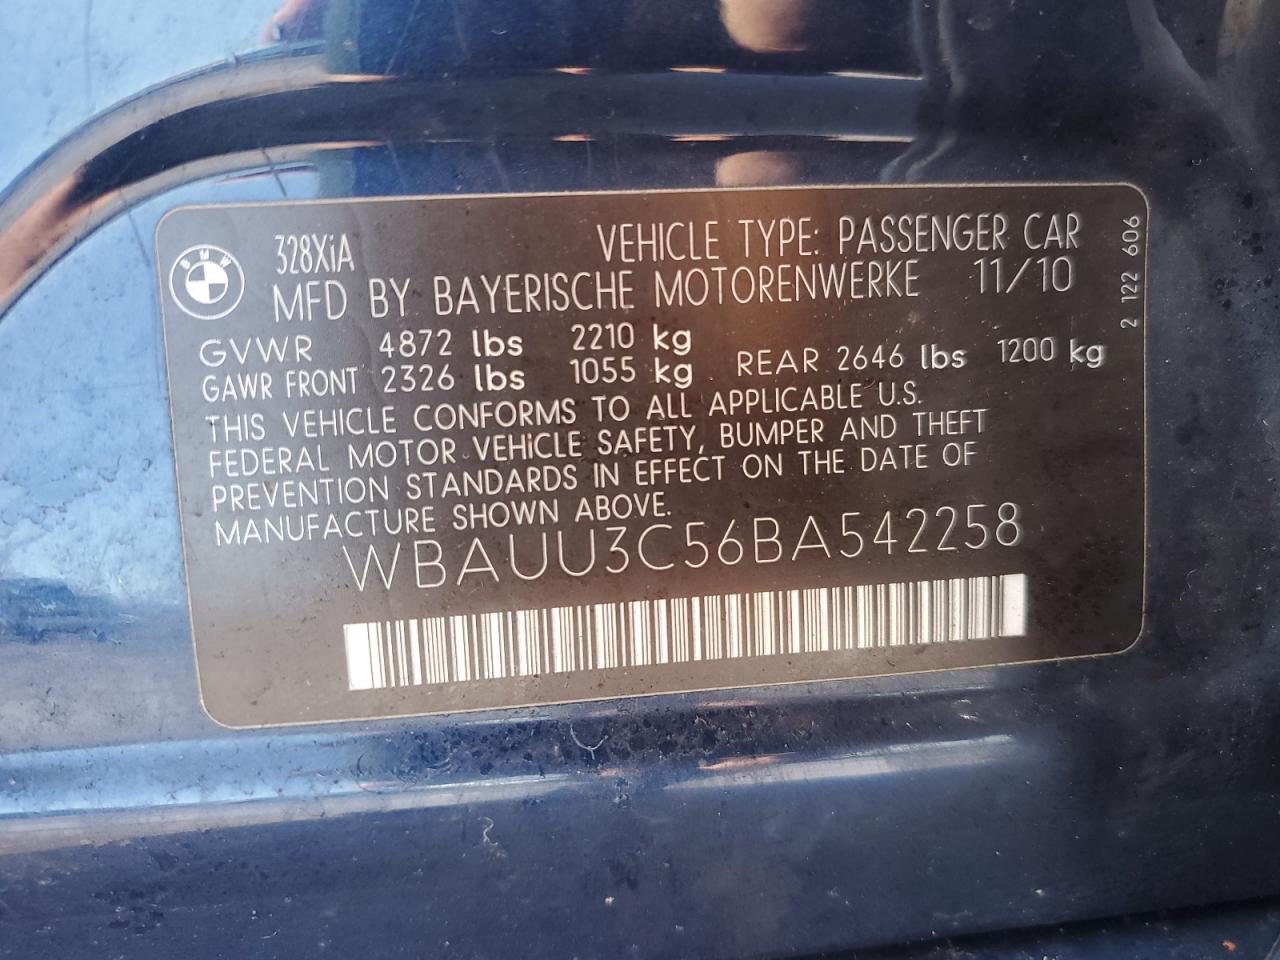 BMW
328XiA VEHICLE TYPE: PASSENGER CAR
MFD BY BAYERISCHE MOTORENWERKE 11/10
GVWR 4872 lbs 2210 kg
GAWR FRONT 2326 lbs 1055 kg REAR 2646 lbs 1200 kg
THIS VEHICLE CONFORMS TO ALL APPLICABLE U.S.
FEDERAL MOTOR VEHICLE SAFETY, BUMPER AND THEFT
PREVENTION STANDARDS IN EFFECT ON THE DATE OF
MANUFACTURE SHOWN ABOVE.
WBAUU3C56BA542258
2 122 606